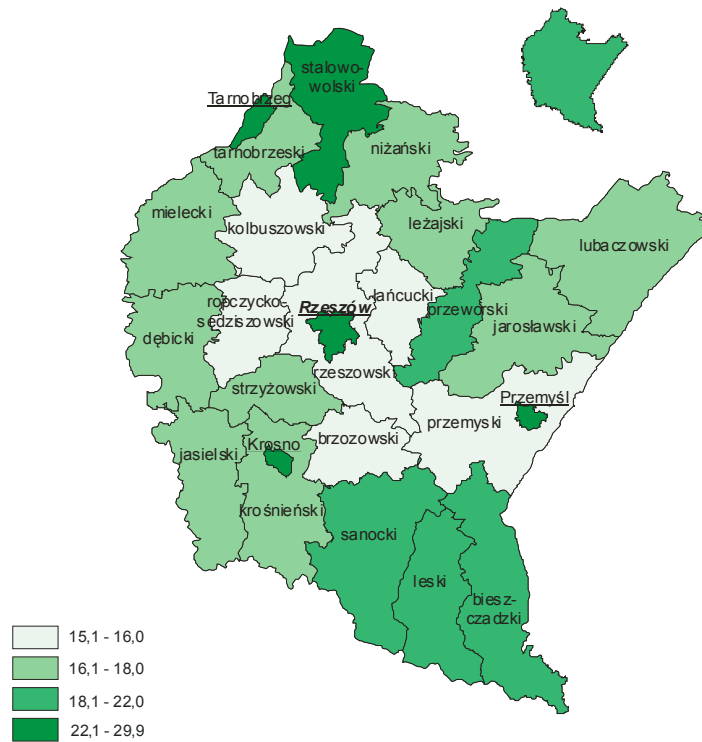 stalowo-
wolski
Tarnobrzeg
tarnobrzeski
niżański
mielecki
kolbuszowski
leżajski
lubaczowski
ropczycko-
sędziszowski
Rzeszów
łańcucki
przeworski
jarosławski
dębicki
rzeszowski
strzyżowski
Przemyśl
przemyski
brzozowski
Krosno
jasielski
krośnieński
sanocki
leski
biesz-
czadzki
15,1 - 16,0
16,1 - 18,0
18,1 - 22,0
22,1 - 29,9